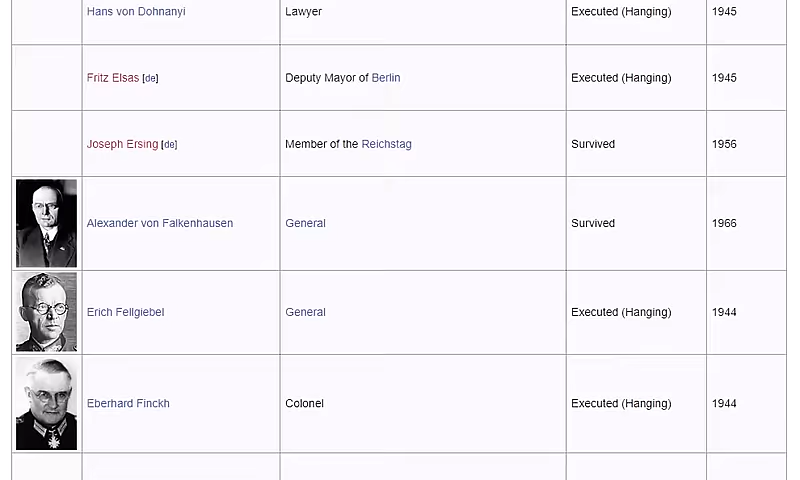 Hans von Dohnanyi Lawyer Executed (Hanging) 1945
Fritz Elsas [de] Deputy Mayor of Berlin Executed (Hanging) 1945
Joseph Ersing [de] Member of the Reichstag Survived 1956
Alexander von Falkenhausen General Survived 1966
Erich Fellgiebel General Executed (Hanging) 1944
Eberhard Finckh Colonel Executed (Hanging) 1944